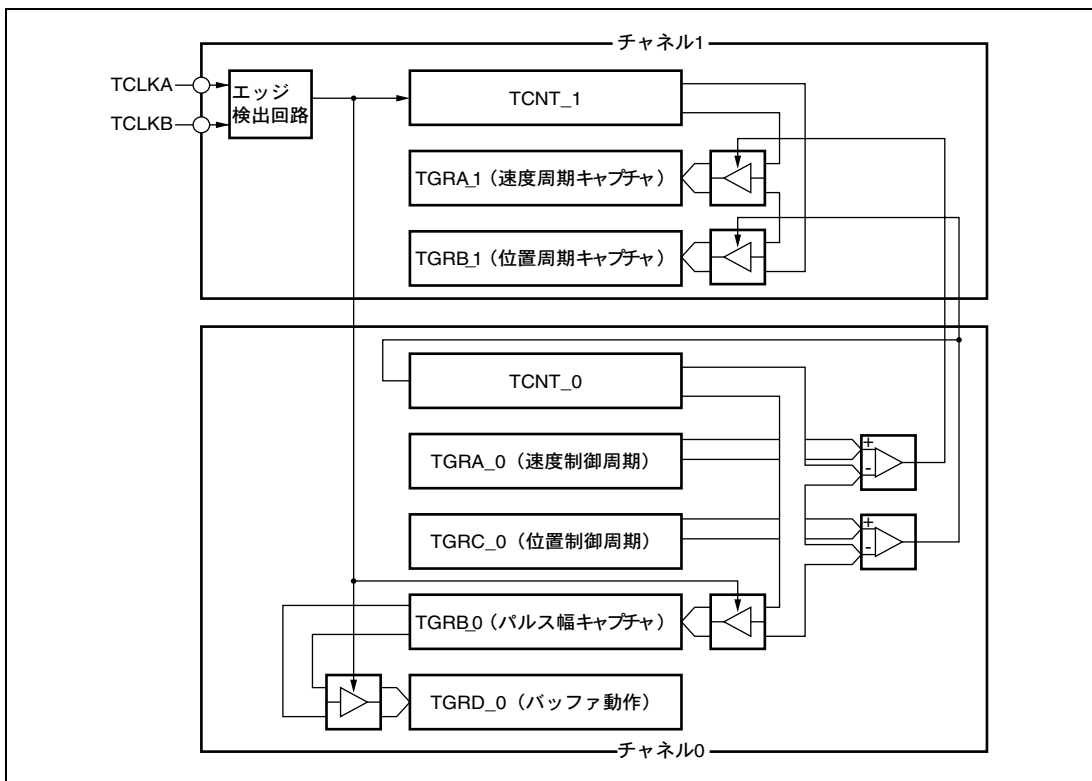 チャネル1
TCLKA
TCLKB
エッジ
検出回路
TCNT_1
TGRA_1（速度周期キャプチャ）
TGRB_1（位置周期キャプチャ）
TCNT_0
TGRA_0（速度制御周期）
TGRC_0（位置制御周期）
TGRB_0（パルス幅キャプチャ）
TGRD_0（バッファ動作）
+
-
+
-
チャネル0